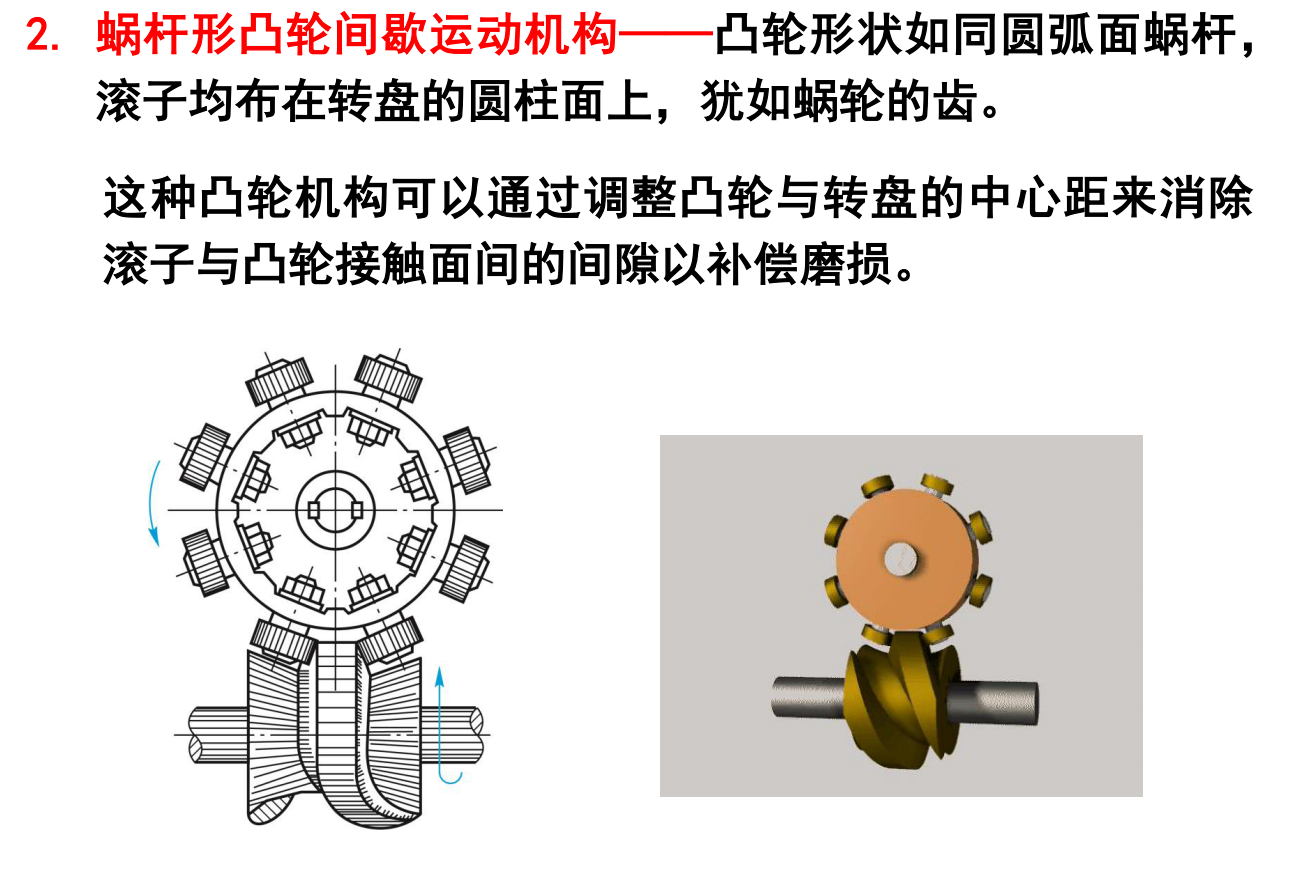 2. 蜗杆形凸轮间歇运动机构——凸轮形状如同圆弧面蜗杆，
滚子均布在转盘的圆柱面上，犹如蜗轮的齿。
这种凸轮机构可以通过调整凸轮与转盘的中心距来消除
滚子与凸轮接触面间的间隙以补偿磨损。